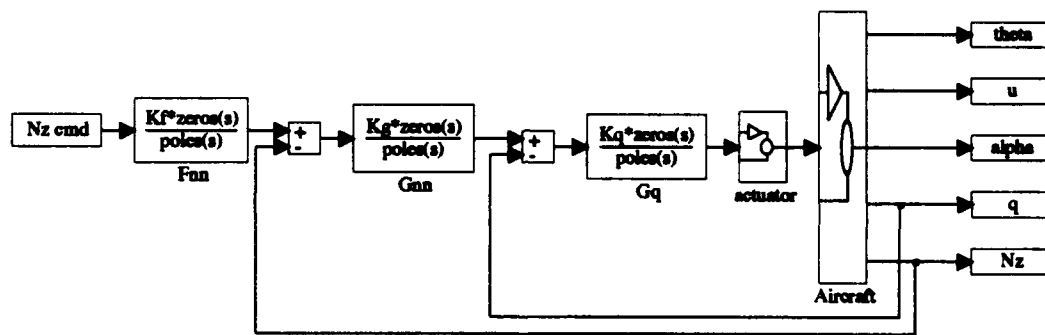 Nz cmd
Kf*zeros(s)
poles(s)
Fnn
+
-
Kg*zeros(s)
poles(s)
Gnn
+
-
Kq*zeros(s)
poles(s)
Gq
actuator
Aircraft
theta
u
alpha
q
Nz